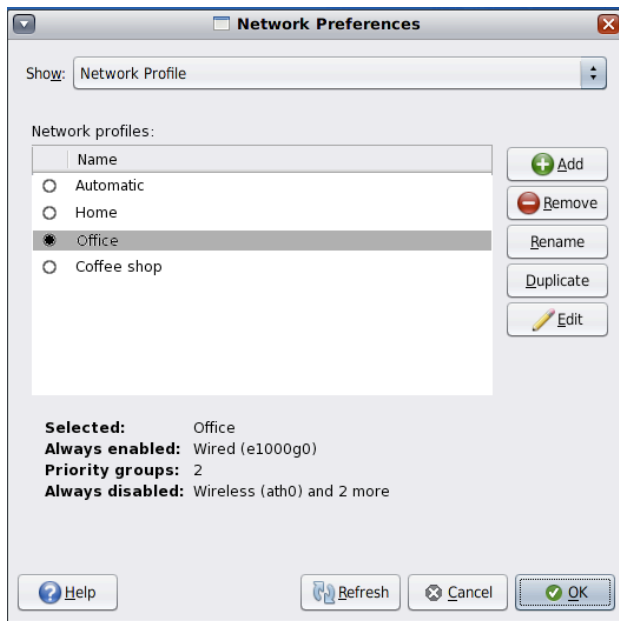 Network Preferences
Show: Network Profile
Network profiles:
Name
Automatic
Home
Office
Coffee shop
Add
Remove
Rename
Duplicate
Edit
Selected: Office
Always enabled: Wired (e1000g0)
Priority groups: 2
Always disabled: Wireless (ath0) and 2 more
Help
Refresh
Cancel
OK